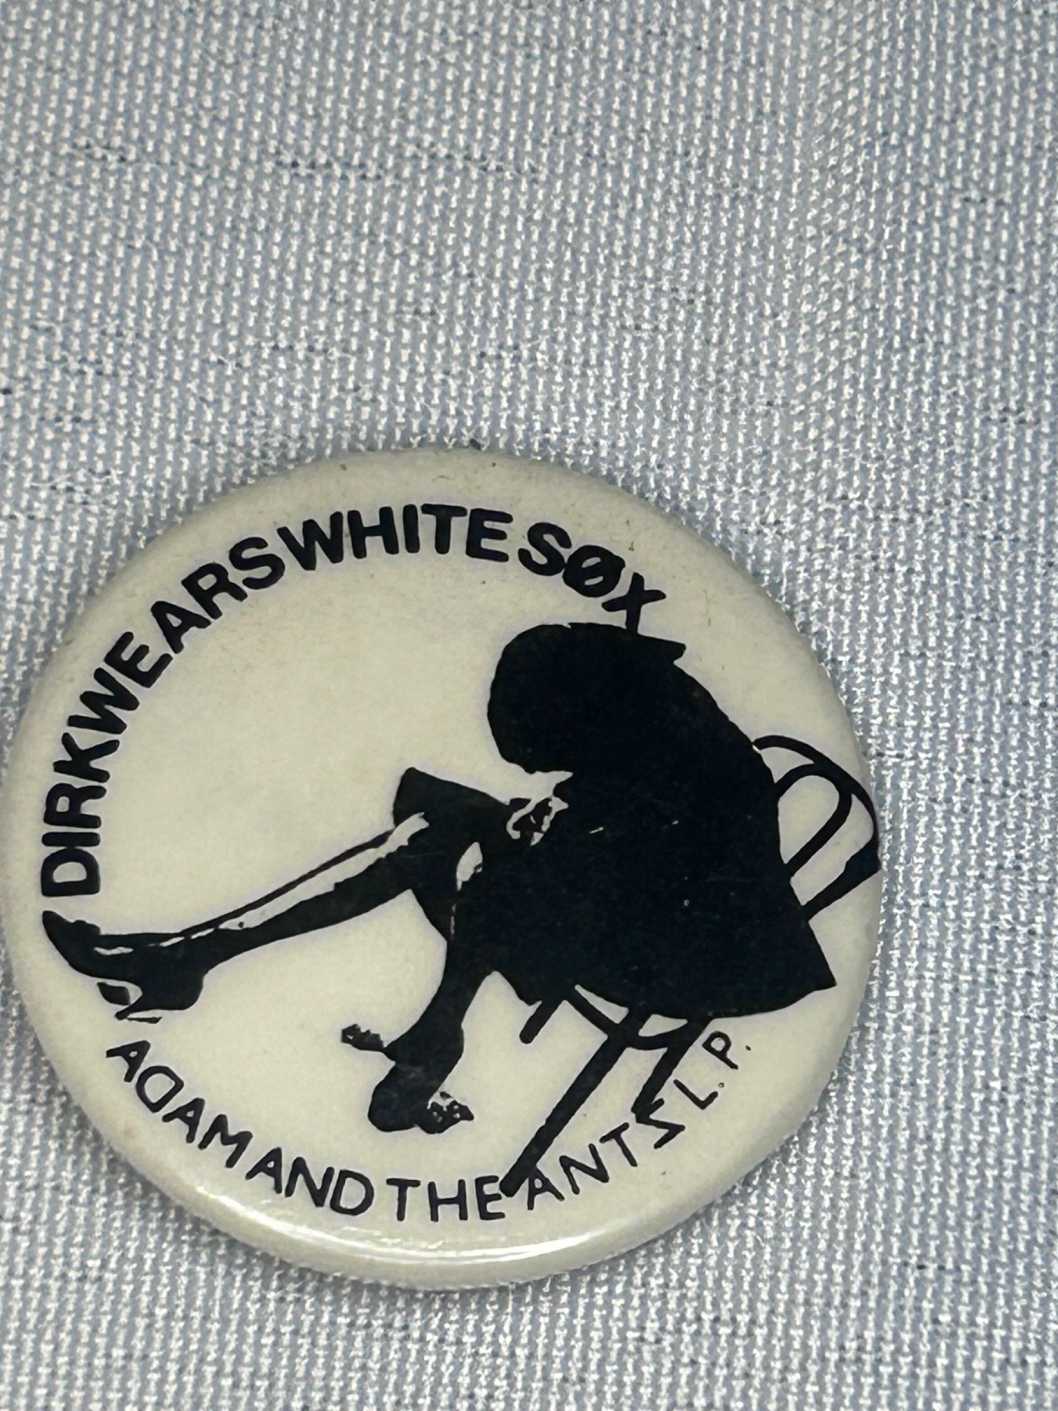 DIRKWEARSWHITESØX
ADAM AND THE ANTS L.P.